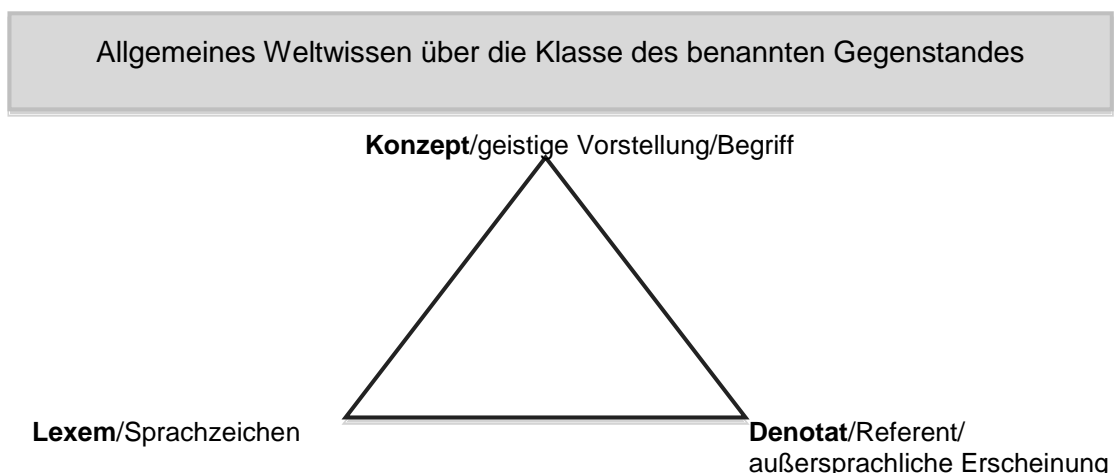 Allgemeines Weltwissen über die Klasse des benannten Gegenstandes
Konzept/geistige Vorstellung/Begriff
Lexem/Sprachzeichen
Denotat/Referent/
außersprachliche Erscheinung